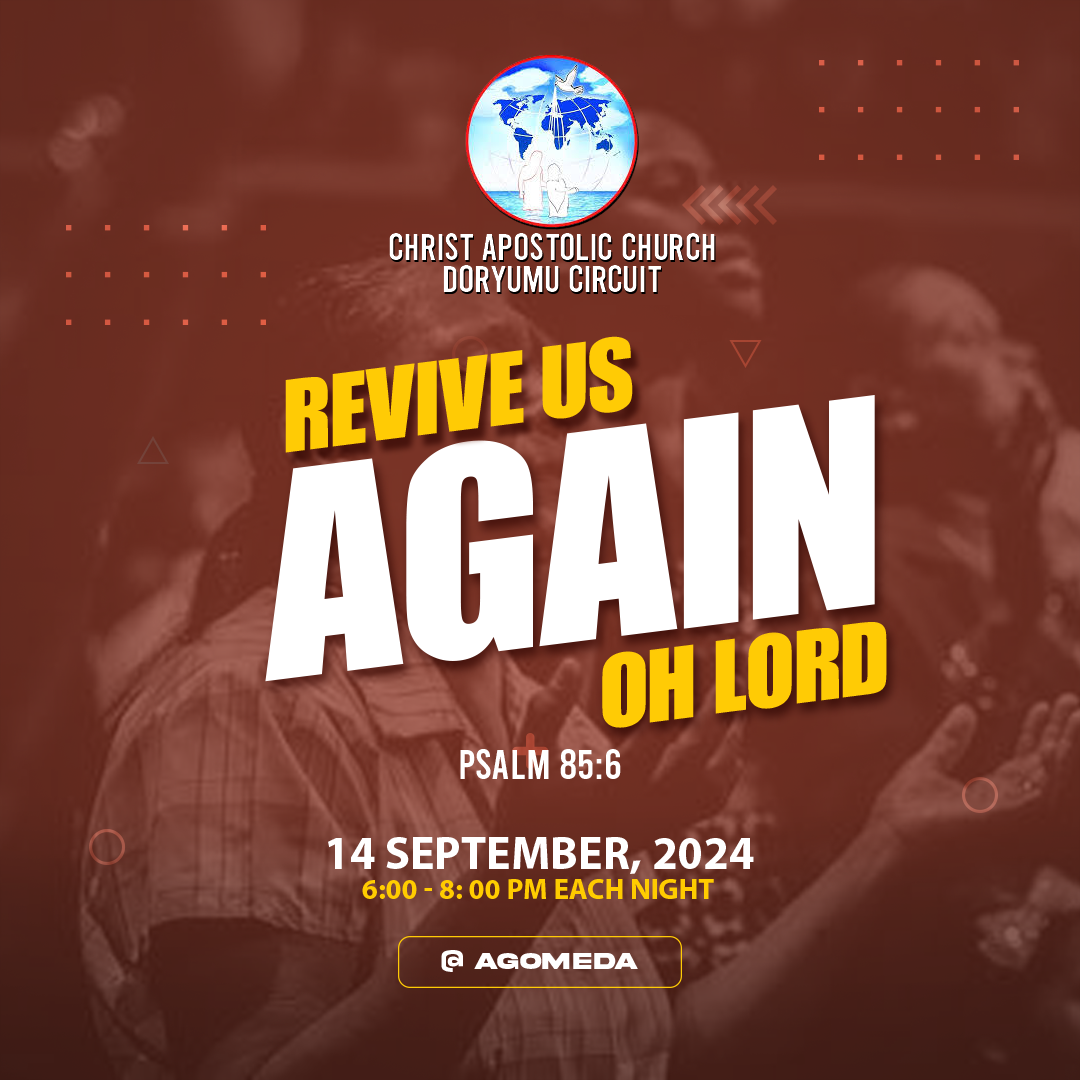 CHRIST APOSTOLIC CHURCH
DORYUMU CIRCUIT
REVIVE US
AGAIN
OH LORD
PSALM 85:6
14 SEPTEMBER, 2024
6:00 - 8: 00 PM EACH NIGHT
@ AGOMEDA